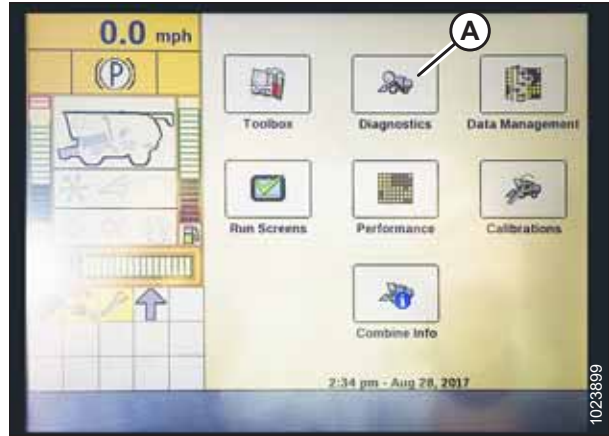 0.0 mph
A
(P)
Toolbox
Diagnostics
Data Management
Run Screens
Performance
Calibrations
Combine Info
2:34 pm - Aug 28, 2017
1023899